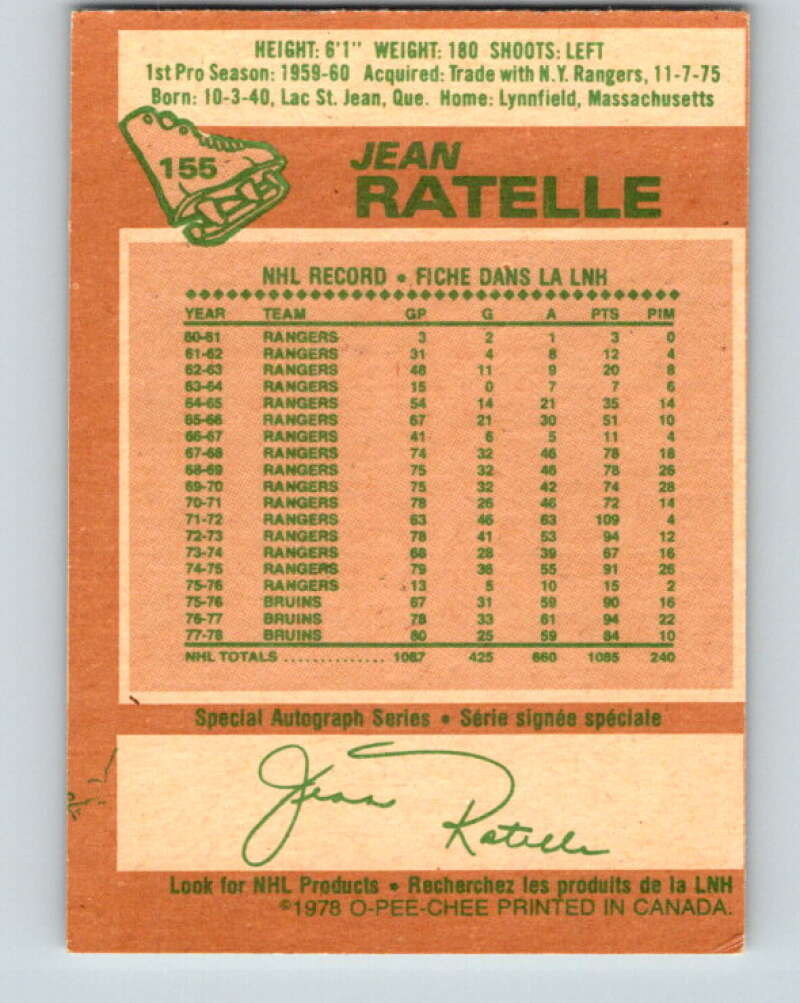 HEIGHT: 6'1" WEIGHT: 180 SHOOTS: LEFT
1st Pro Season: 1959-60 Acquired: Trade with N.Y. Rangers, 11-7-75
Born: 10-3-40, Lac St. Jean, Que. Home: Lynnfield, Massachusetts
155
JEAN
RATELLE
NHL RECORD • FICHE DANS LA LNH
YEAR TEAM GP G A PTS PIM
60-61 RANGERS 3 2 1 3 0
61-62 RANGERS 31 4 8 12 4
62-63 RANGERS 48 11 9 20 8
63-64 RANGERS 15 0 7 7 6
64-65 RANGERS 54 14 21 35 14
65-66 RANGERS 67 21 30 51 10
66-67 RANGERS 41 6 5 11 4
67-68 RANGERS 74 32 46 78 18
68-69 RANGERS 75 32 46 78 26
69-70 RANGERS 75 32 42 74 28
70-71 RANGERS 78 26 46 72 14
71-72 RANGERS 63 46 63 109 4
72-73 RANGERS 78 41 53 94 12
73-74 RANGERS 68 28 39 67 16
74-75 RANGERS 79 36 55 91 26
75-76 RANGERS 13 5 10 15 2
75-76 BRUINS 67 31 59 90 16
76-77 BRUINS 78 33 61 94 22
77-78 BRUINS 80 25 59 84 10
NHL TOTALS .............. 1087 425 660 1085 240
Special Autograph Series • Série signée spéciale
Jean Ratelle
Look for NHL Products • Recherchez les produits de la LNH
©1978 O-PEE-CHEE PRINTED IN CANADA.